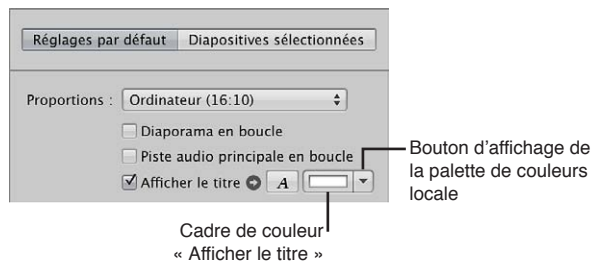 Réglages par défaut Diapositives sélectionnées
Proportions : Ordinateur (16:10)
Diaporama en boucle
Piste audio principale en boucle
Afficher le titre A
Bouton d’affichage de
la palette de couleurs
locale
Cadre de couleur
« Afficher le titre »